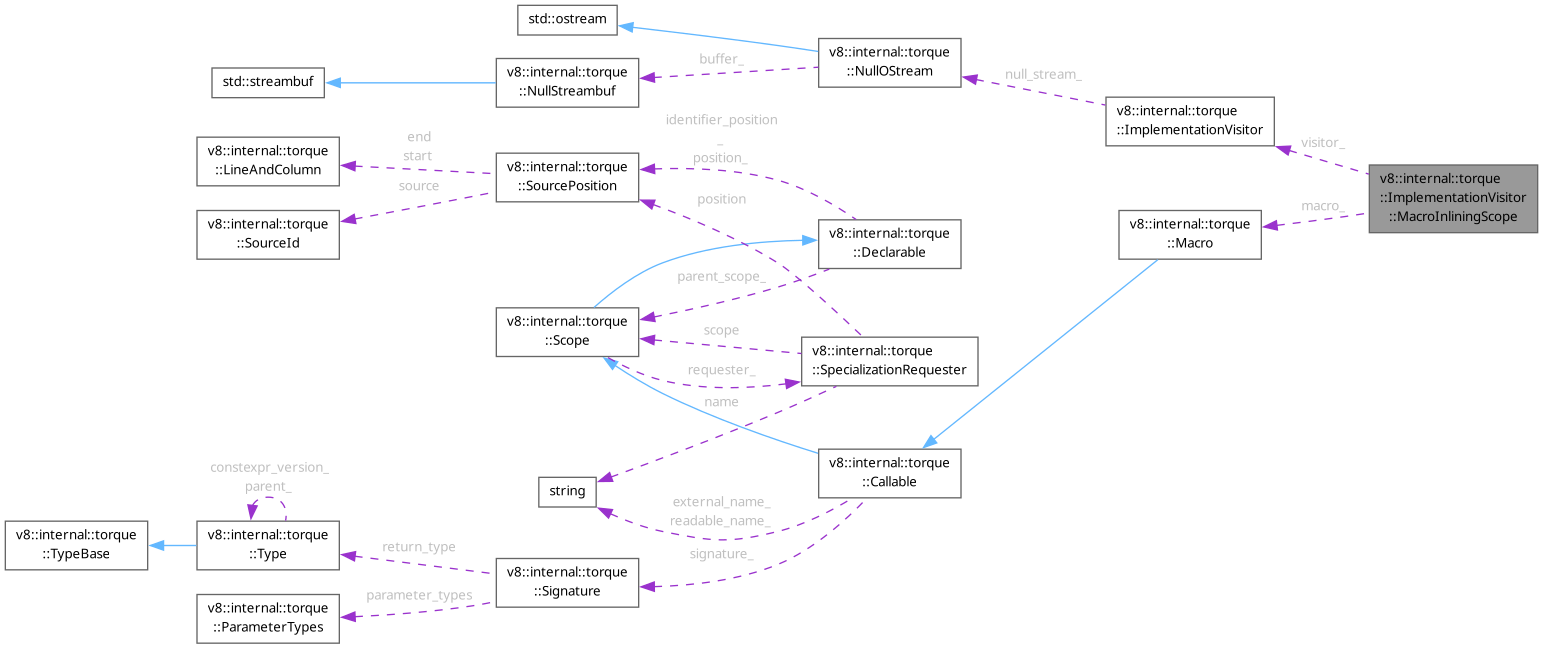 std::ostream
v8::internal::torque
::NullOStream
buffer_
v8::internal::torque
::NullStreambuf
std::streambuf
null_stream_
v8::internal::torque
::ImplementationVisitor
visitor_
v8::internal::torque
::ImplementationVisitor
::MacroInliningScope
macro_
v8::internal::torque
::Macro
identifier_position
_
position_
end
start
v8::internal::torque
::LineAndColumn
v8::internal::torque
::SourcePosition
source
position
v8::internal::torque
::SourceId
v8::internal::torque
::Declarable
parent_scope_
v8::internal::torque
::Scope
scope
requester_
v8::internal::torque
::SpecializationRequester
name
v8::internal::torque
::Callable
string
external_name_
readable_name_
signature_
constexpr_version_
parent_
v8::internal::torque
::TypeBase
v8::internal::torque
::Type
return_type
v8::internal::torque
::Signature
parameter_types
v8::internal::torque
::ParameterTypes